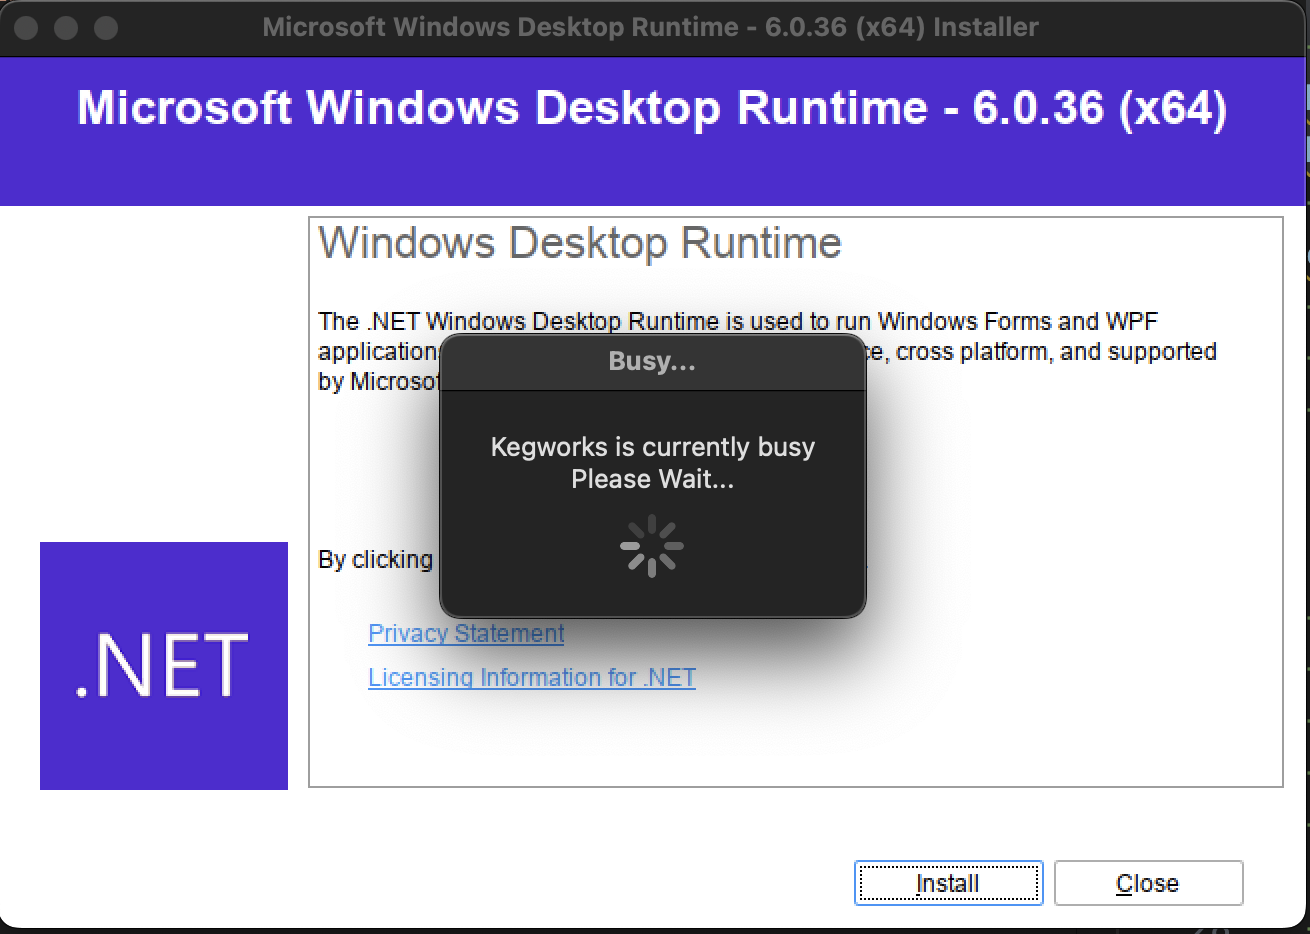 Microsoft Windows Desktop Runtime - 6.0.36 (x64) Installer
Microsoft Windows Desktop Runtime - 6.0.36 (x64)
Windows Desktop Runtime
The .NET Windows Desktop Runtime is used to run Windows Forms and WPF
applications ce, cross platform, and supported
by Microsof
Busy...
Kegworks is currently busy
Please Wait...
By clicking
Privacy Statement
Licensing Information for .NET
.NET
Install
Close